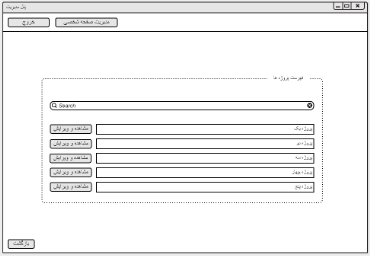 پنل مدیریت
مدیریت صفحه شخصی
خروج
فهرست پروژه ها
Search
پروژه یک
مشاهده و ویرایش
پروژه دو
مشاهده و ویرایش
پروژه سه
مشاهده و ویرایش
پروژه چهار
مشاهده و ویرایش
پروژه پنج
مشاهده و ویرایش
بازگشت